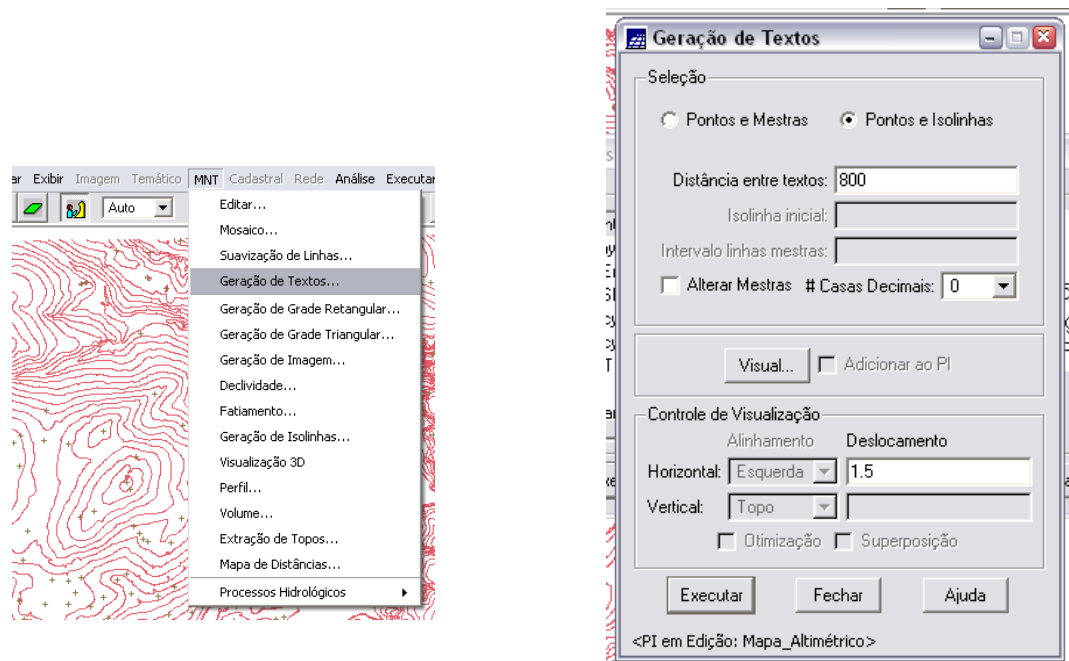 ar Exibir Imagem Temático MNT Cadastral Rede Análise Executar
Auto
Editar...
Mosaico...
Suavização de Linhas...
Geração de Textos...
Geração de Grade Retangular...
Geração de Grade Triangular...
Geração de Imagem...
Declividade...
Fatiamento...
Geração de Isolinhas...
Visualização 3D
Perfil...
Volume...
Extração de Topos...
Mapa de Distâncias...
Processos Hidrológicos
Geração de Textos
Seleção
Pontos e Mestras Pontos e Isolinhas
Distância entre textos: 800
Isolinha inicial:
Intervalo linhas mestras:
Alterar Mestras # Casas Decimais: 0
Visual... Adicionar ao PI
Controle de Visualização
Alinhamento Deslocamento
Horizontal: Esquerda 1.5
Vertical: Topo
Otimização Superposição
Executar Fechar Ajuda
<PI em Edição: Mapa_Altimétrico>